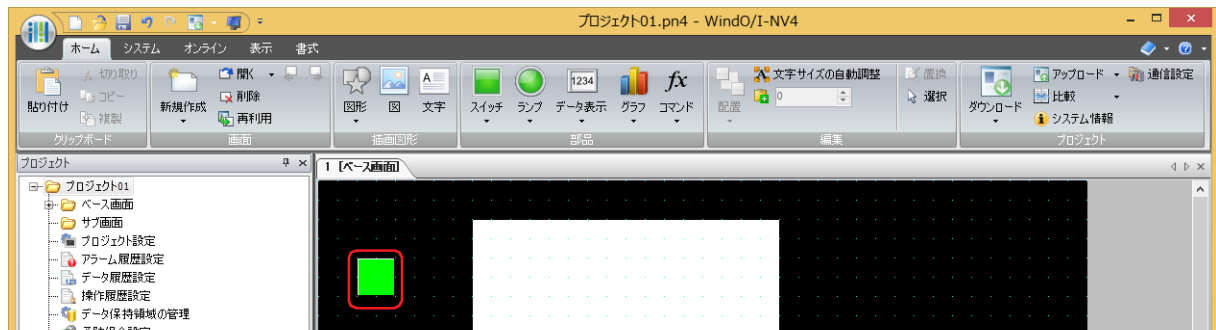 プロジェクト01.pn4 - WindO/I-NV4
ホーム システム オンライン 表示 書式
貼り付け 切り取り コピー 複製
クリップボード
新規作成 開く 削除 再利用
画面
図形 図 文字
描画図形
スイッチ ランプ 1234 データ表示 グラフ fx コマンド
部品
配置 文字サイズの自動調整 0 置換 選択
編集
ダウンロード アップロード 比較 システム情報 通信設定
プロジェクト
プロジェクト
1 [ベース画面]
プロジェクト01
ベース画面
サブ画面
プロジェクト設定
アラーム履歴設定
データ履歴設定
操作履歴設定
データ保持領域の管理